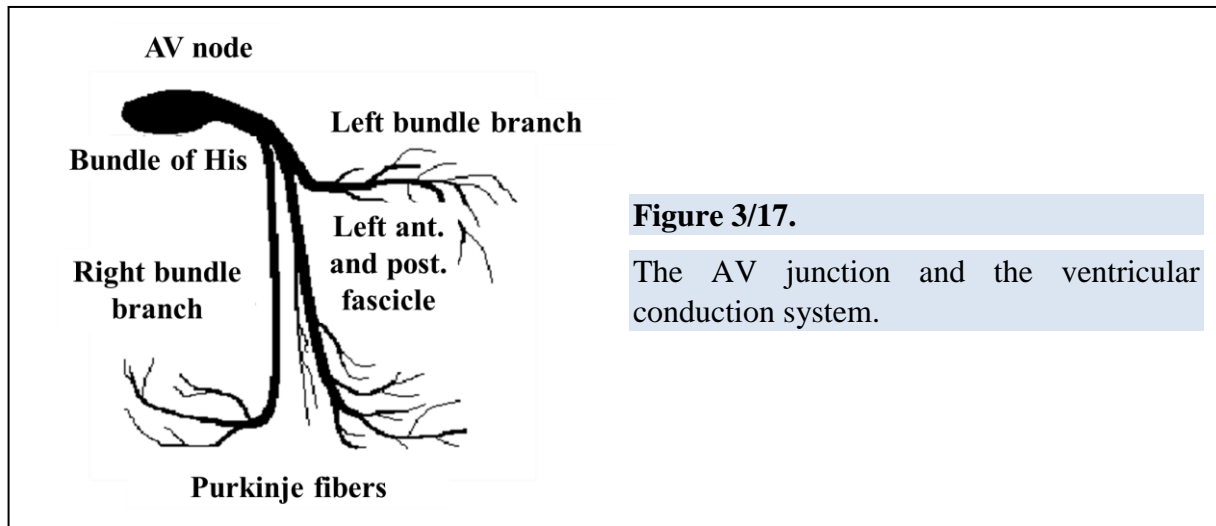 AV node
Left bundle branch
Bundle of His
Left ant.
and post.
fascicle
Right bundle
branch
Purkinje fibers
Figure 3/17.
The AV junction and the ventricular
conduction system.